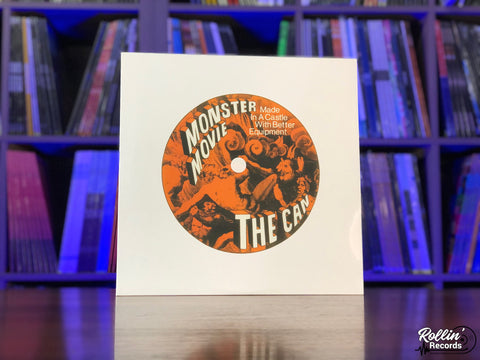 MONSTER
MOVIE
Made
In A Castle
With Better
Equipment
THE CAN
Rollin'
Records